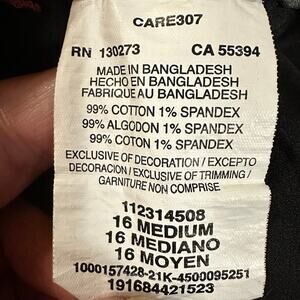 CARE307
RN 130273 CA 55394
MADE IN BANGLADESH
HECHO EN BANGLADESH
FABRIQUE AU BANGLADESH
99% COTTON 1% SPANDEX
99% ALGODON 1% SPANDEX
99% COTON 1% SPANDEX
EXCLUSIVE OF DECORATION / EXCEPTO
DECORACION / EXCLUSIVE OF TRIMMING /
GARNITURE NON COMPRISE
112314508
16 MEDIUM
16 MEDIANO
16 MOYEN
1000157428-21K-4500095251
191684421523